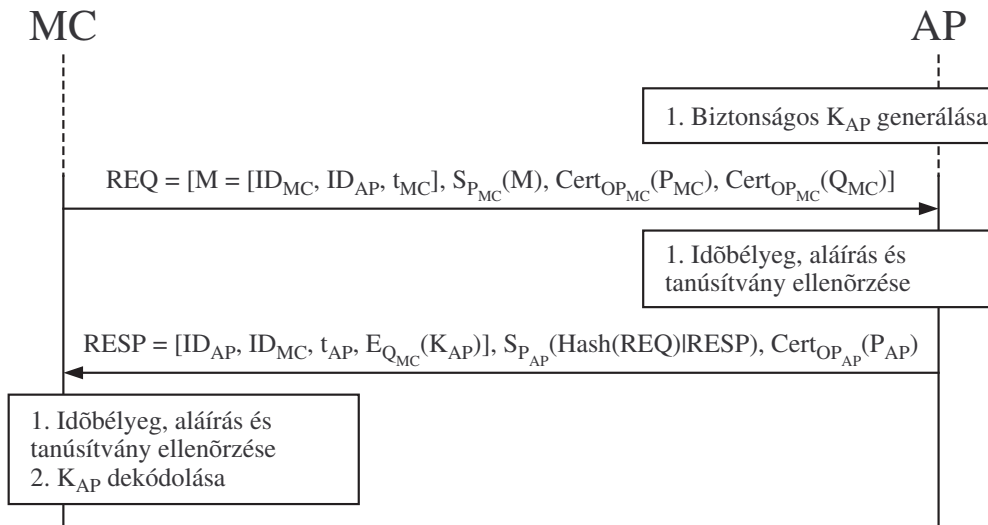 MC
AP
1. Biztonságos K_AP generálása
REQ = [M = [ID_MC, ID_AP, t_MC], S_P_MC(M), Cert_OP_MC(P_MC), Cert_OP_MC(Q_MC)]
1. Idõbélyeg, aláírás és
tanúsítvány ellenõrzése
RESP = [ID_AP, ID_MC, t_AP, E_Q_MC(K_AP)], S_P_AP(Hash(REQ)|RESP), Cert_OP_AP(P_AP)
1. Idõbélyeg, aláírás és
tanúsítvány ellenõrzése
2. K_AP dekódolása